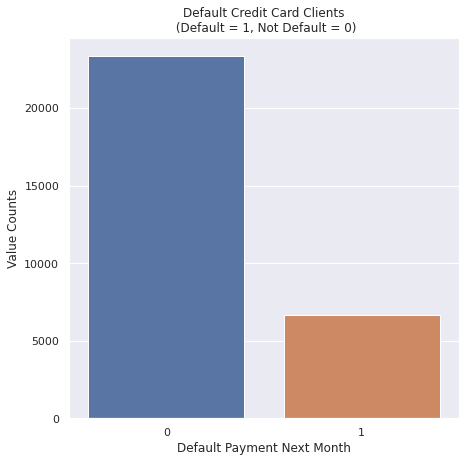 Default Credit Card Clients
(Default = 1, Not Default = 0)
20000
15000
10000
5000
0
Value Counts
0
1
Default Payment Next Month